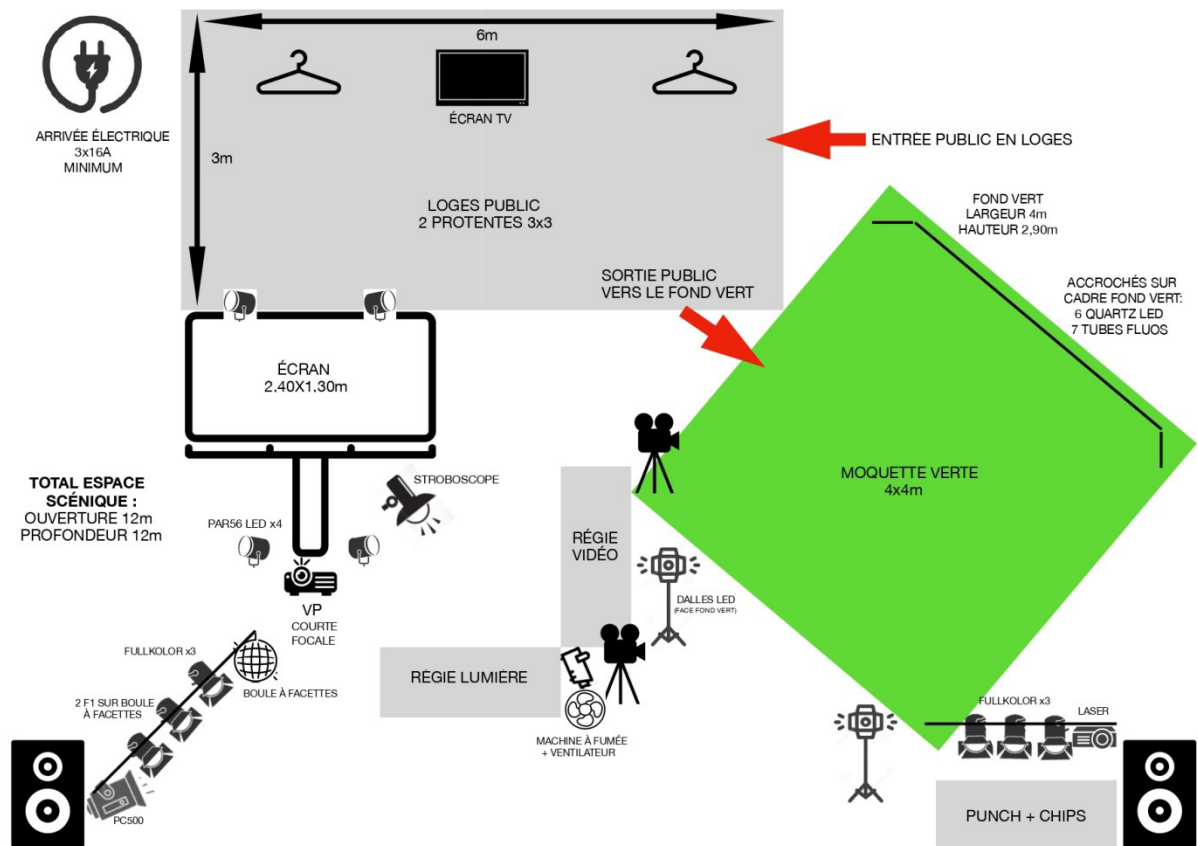 6m
ÉCRAN TV
ARRIVÉE ÉLECTRIQUE
3x16A
MINIMUM
3m
ENTRÉE PUBLIC EN LOGES
LOGES PUBLIC
2 PROTENTES 3x3
FOND VERT
LARGEUR 4m
HAUTEUR 2,90m
SORTIE PUBLIC
VERS LE FOND VERT
ACCROCHÉS SUR
CADRE FOND VERT:
6 QUARTZ LED
7 TUBES FLUOS
ÉCRAN
2,40X1,30m
MOQUETTE VERTE
4x4m
STROBOSCOPE
TOTAL ESPACE
SCÉNIQUE :
OUVERTURE 12m
PROFONDEUR 12m
PAR56 LED x4
RÉGIE
VIDÉO
DALLES LED
(FACE FOND VERT)
VP
COURTE
FOCALE
FULLKOLOR x3
BOULE À FACETTES
RÉGIE LUMIÈRE
2 F1 SUR BOULE
À FACETTES
MACHINE À FUMÉE
+ VENTILATEUR
FULLKOLOR x3
LASER
PC500
PUNCH + CHIPS